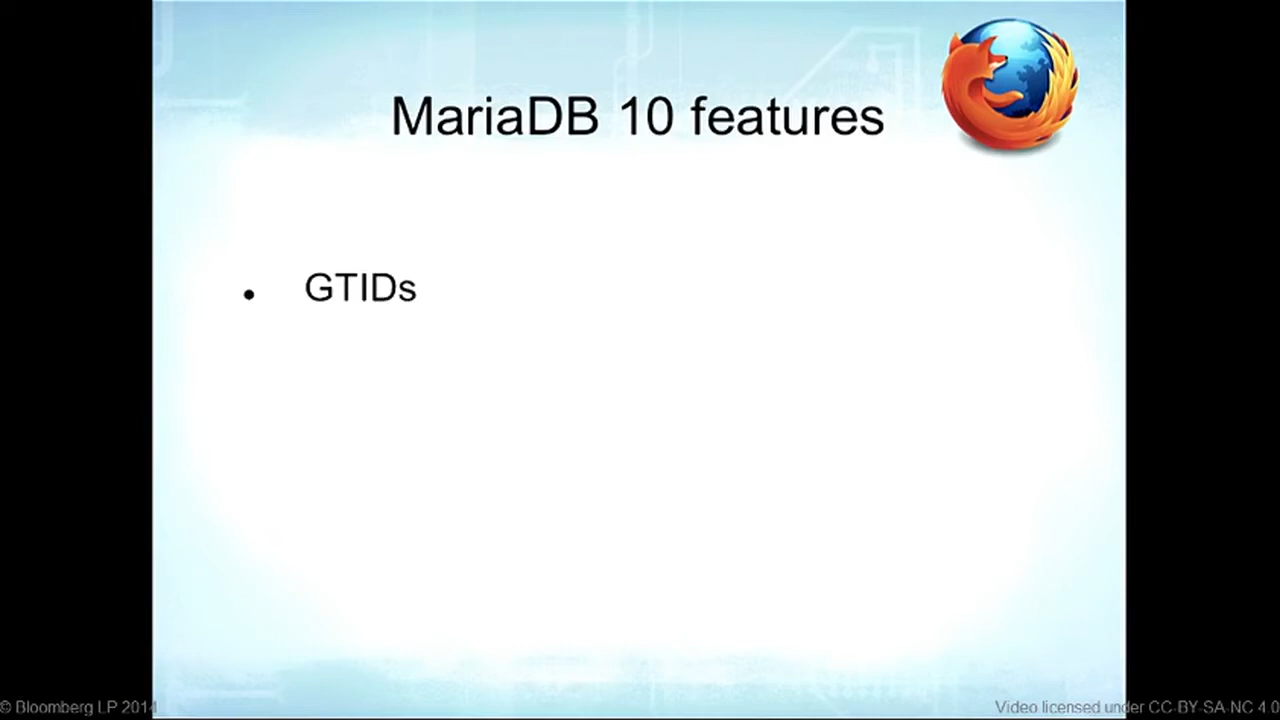 MariaDB 10 features
• GTIDs
© Bloomberg LP 2014
Video licensed under CC-BY-SA-NC 4.0